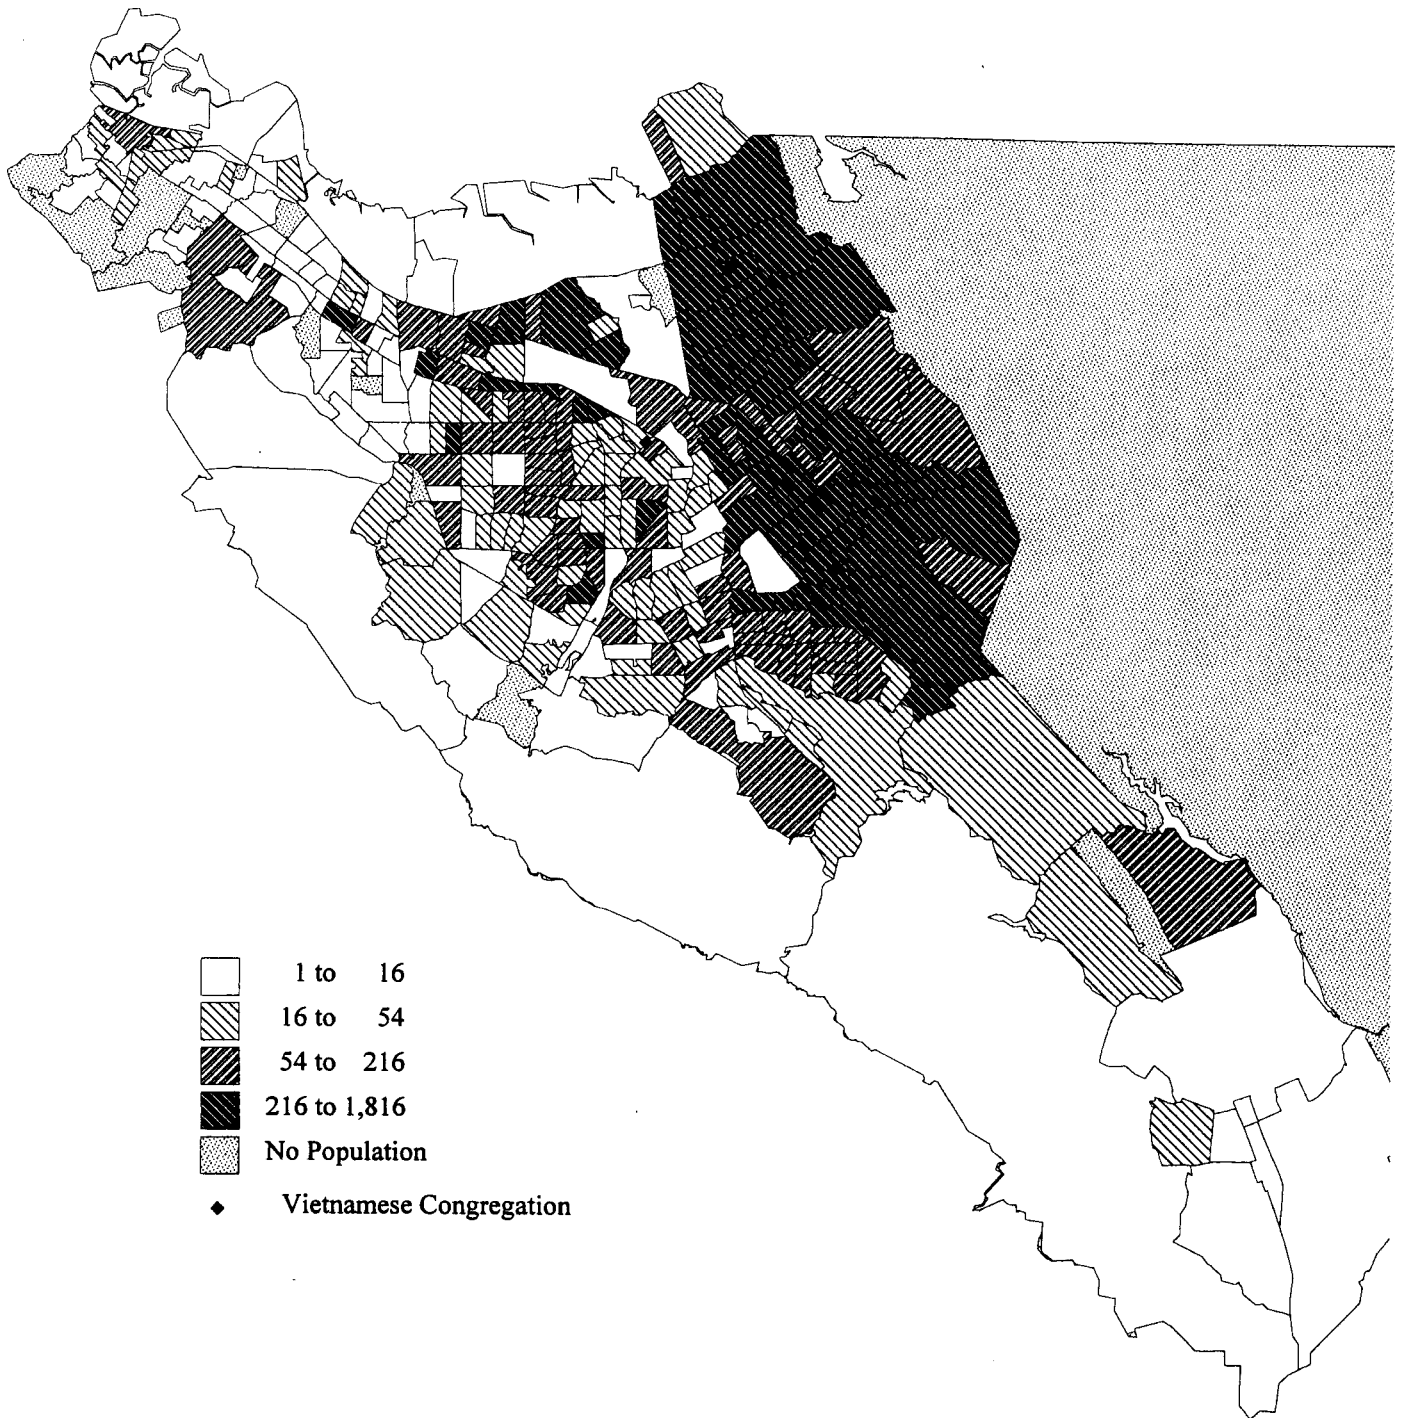 1 to 16
16 to 54
54 to 216
216 to 1,816
No Population
Vietnamese Congregation